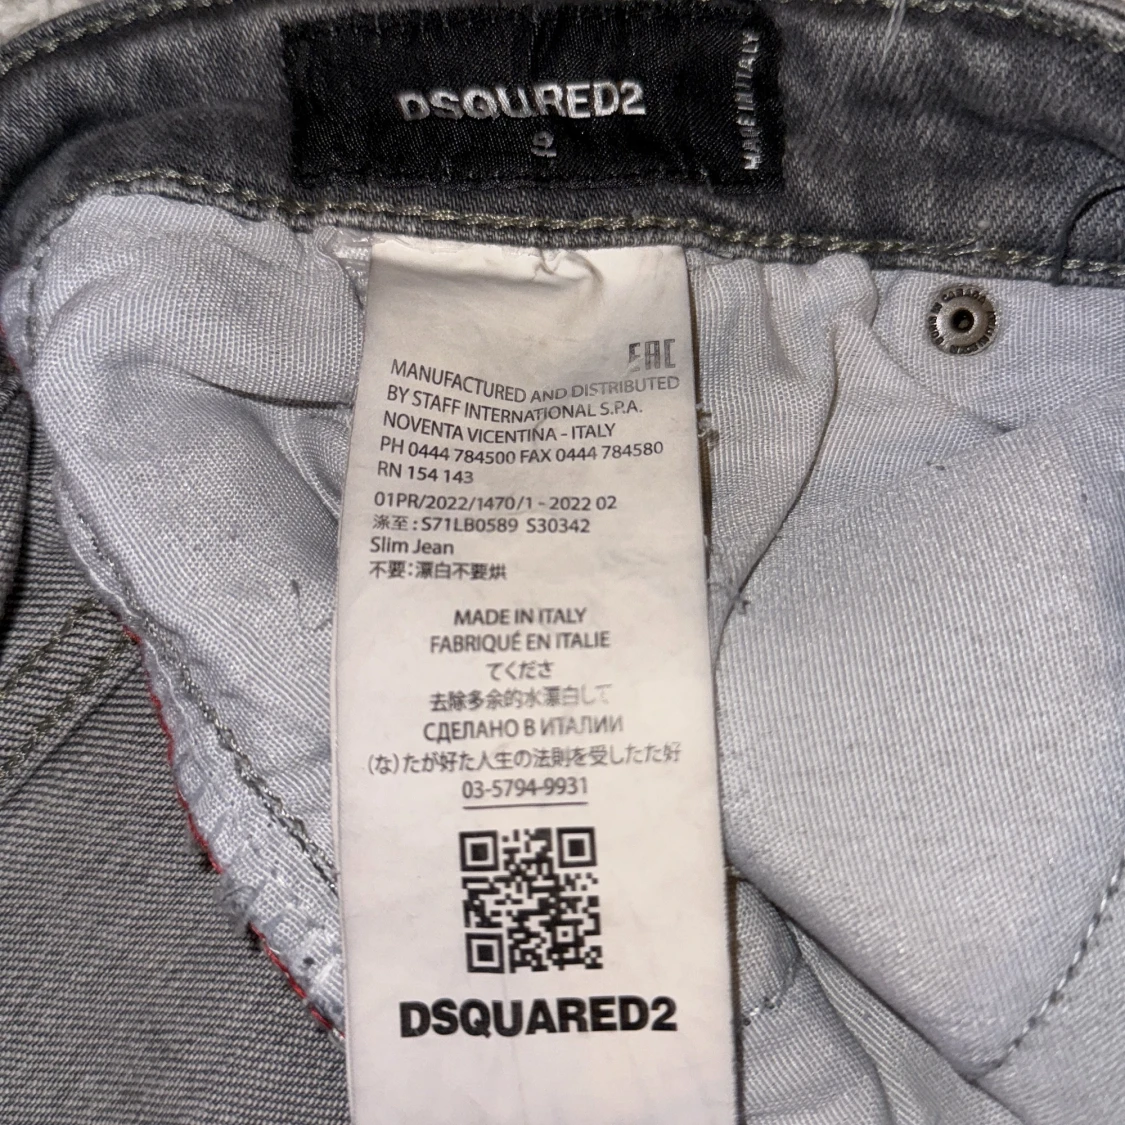 DSQUARED2
2
MADE IN ITALY
EAC
MANUFACTURED AND DISTRIBUTED
BY STAFF INTERNATIONAL S.P.A.
NOVENTA VICENTINA - ITALY
PH 0444 784500 FAX 0444 784580
RN 154 143
01PR/2022/1470/1 - 2022 02
涤至 : S71LB0589 S30342
Slim Jean
不要：漂白不要烘
MADE IN ITALY
FABRIQUÉ EN ITALIE
てくださ
去除多余的水漂白して
СДЕЛАНО В ИТАЛИИ
(な)たが好た人生の法則を受したた好
03-5794-9931
DSQUARED2